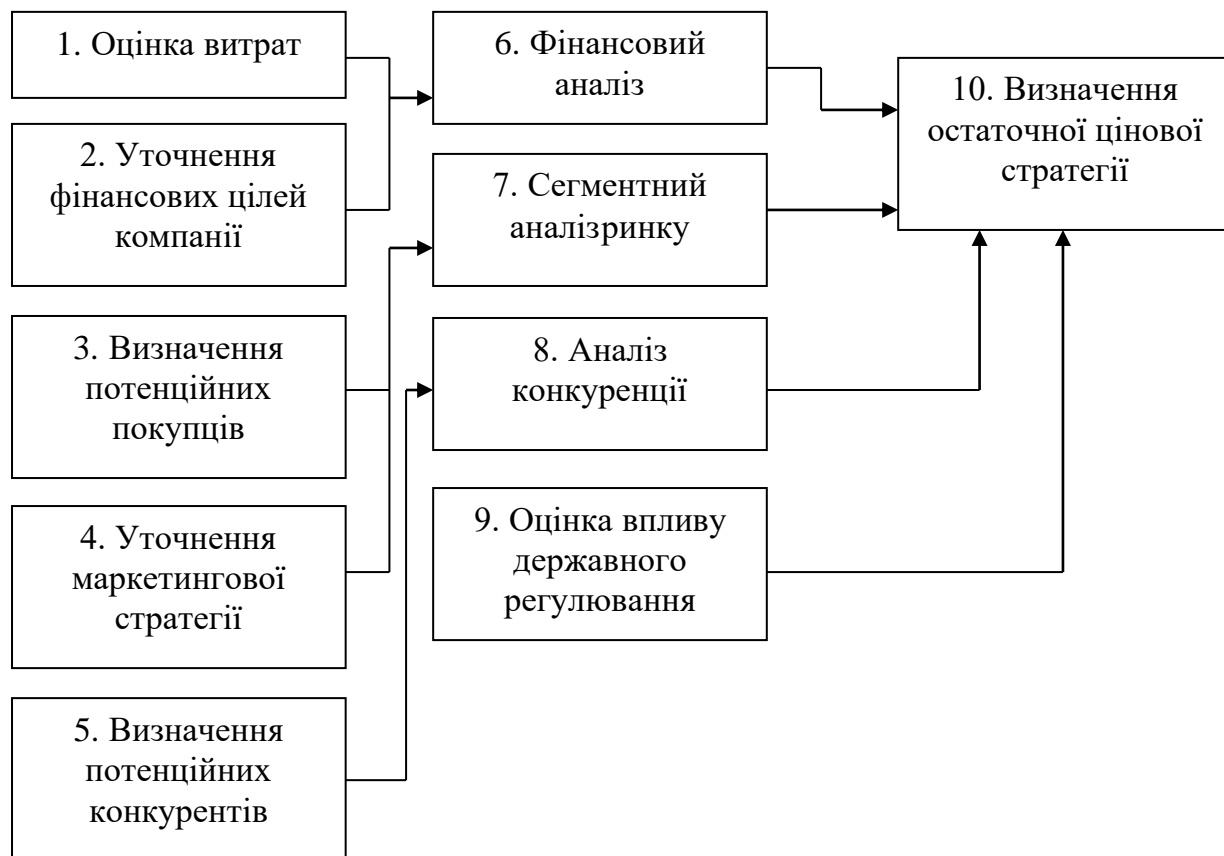 1. Оцінка витрат
2. Уточнення
фінансових цілей
компанії
3. Визначення
потенційних
покупців
4. Уточнення
маркетингової
стратегії
5. Визначення
потенційних
конкурентів
6. Фінансовий
аналіз
7. Сегментний
аналізринку
8. Аналіз
конкуренції
9. Оцінка впливу
державного
регулювання
10. Визначення
остаточної цінової
стратегії